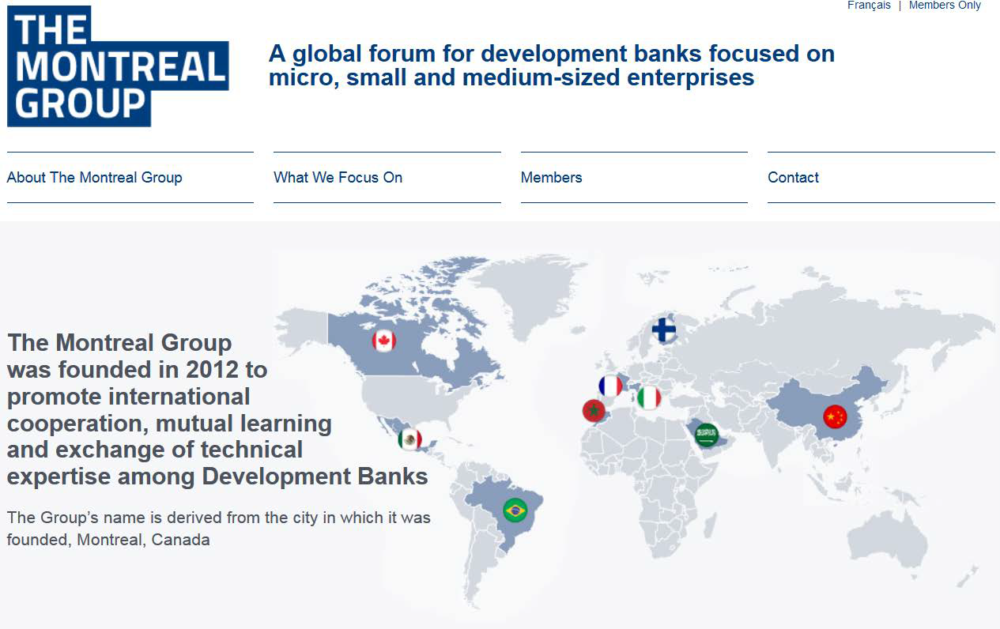 Français | Members Only
THE
MONTREAL
GROUP
A global forum for development banks focused on
micro, small and medium-sized enterprises
About The Montreal Group
What We Focus On
Members
Contact
The Montreal Group
was founded in 2012 to
promote international
cooperation, mutual learning
and exchange of technical
expertise among Development Banks
The Group's name is derived from the city in which it was
founded, Montreal, Canada